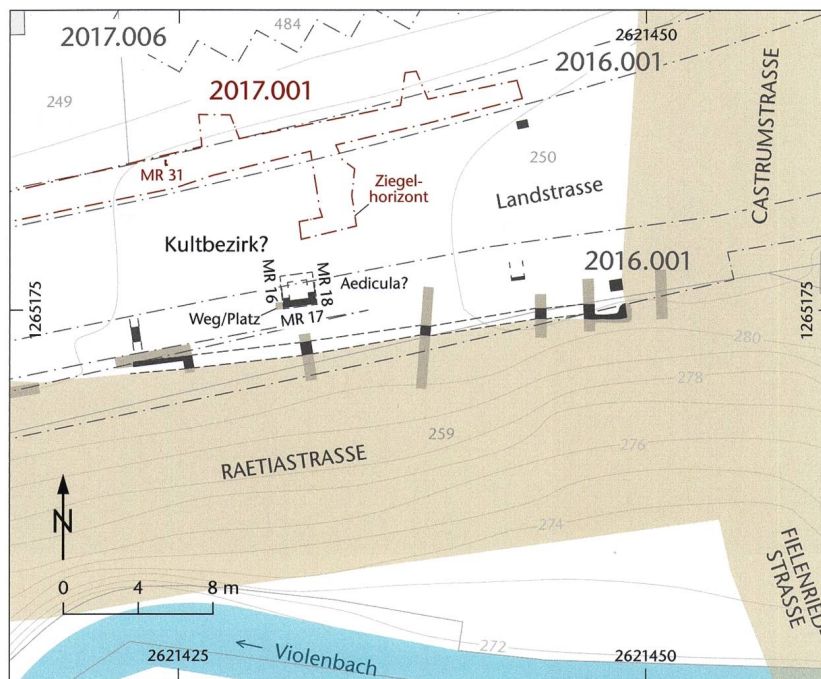 484
2621450
2017.006
2016.001
CASTRUMSTRASSE
249
2017.001
250
MR 31
Ziegel-
horizont
Landstrasse
Kultbezirk?
MR 16
MR 18
Aedicula?
2016.001
1265175
Weg/Platz
MR 17
1265175
280
278
259
276
RAETIASTRASSE
274
N
FIELENRIEDER
STRASSE
0 4 8 m
272
2621425
← Violenbach
2621450